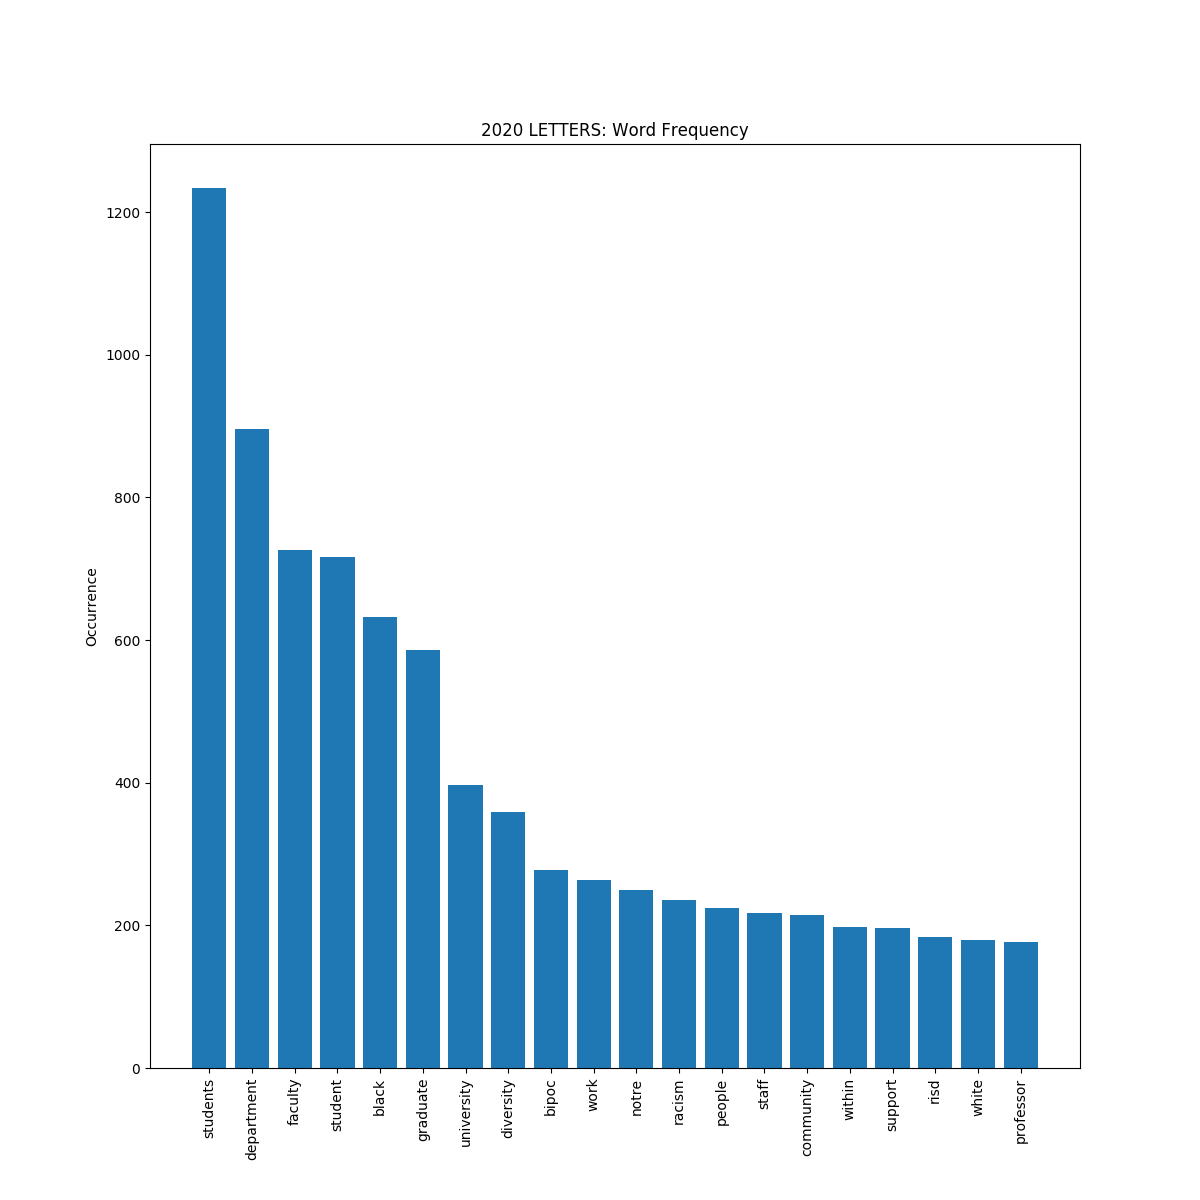 2020 LETTERS: Word Frequency
1200
1000
800
600
400
200
0
Occurrence
students
department
faculty
student
black
graduate
university
diversity
bipoc
work
notre
racism
people
staff
community
within
support
risd
white
professor